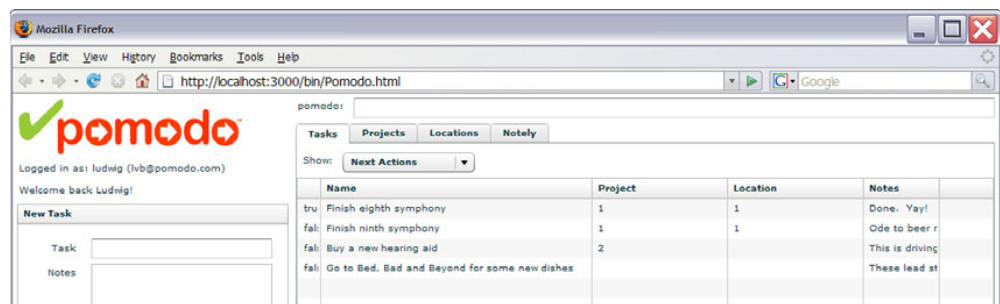 Mozilla Firefox
File Edit View History Bookmarks Tools Help
http://localhost:3000/bin/Pomodo.html
G Google
pomodo
Logged in as: ludwig (lvb@pomodo.com)
Welcome back Ludwig!
New Task
Task
Notes
pomodo:
Tasks Projects Locations Notely
Show: Next Actions
Name Project Location Notes
tru Finish eighth symphony 1 1 Done. Yay!
fals Finish ninth symphony 1 1 Ode to beer r
fals Buy a new hearing aid 2 This is driving
fals Go to Bed, Bad and Beyond for some new dishes These lead st